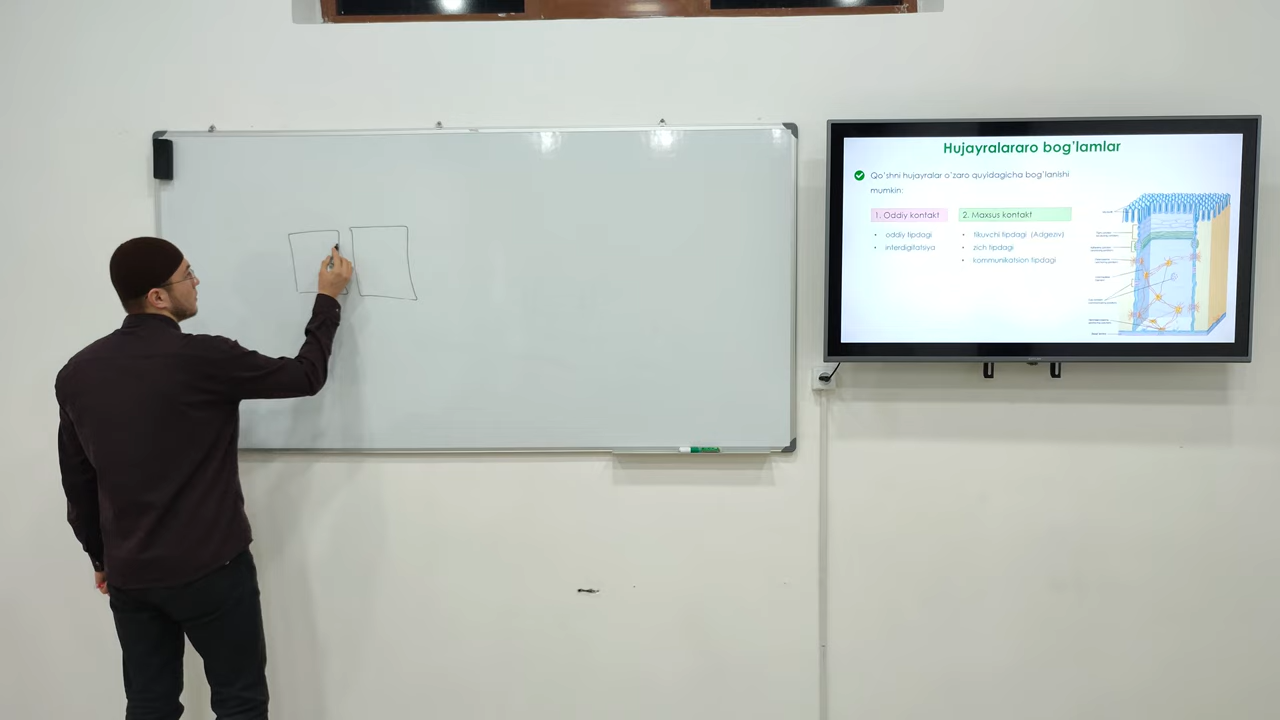 Hujayralararo bog'lamlar
Qo'shni hujayralar o'zaro quyidagicha bog'lanishi
mumkin:
1. Oddiy kontakt
• oddiy tipdagi
• interdigitatsiya
2. Maxsus kontakt
• tikuvchi tipdagi (Adgeziv)
• zich tipdagi
• kommunikatsion tipdagi